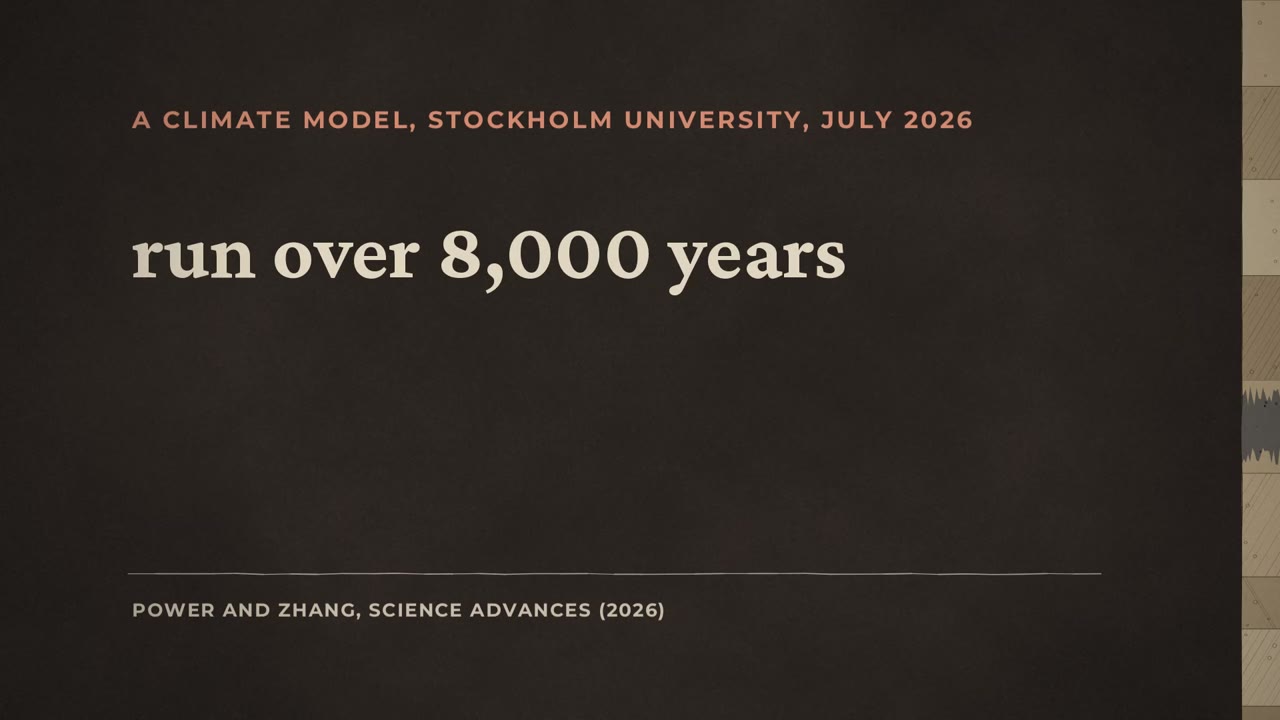 A CLIMATE MODEL, STOCKHOLM UNIVERSITY, JULY 2026
run over 8,000 years
POWER AND ZHANG, SCIENCE ADVANCES (2026)